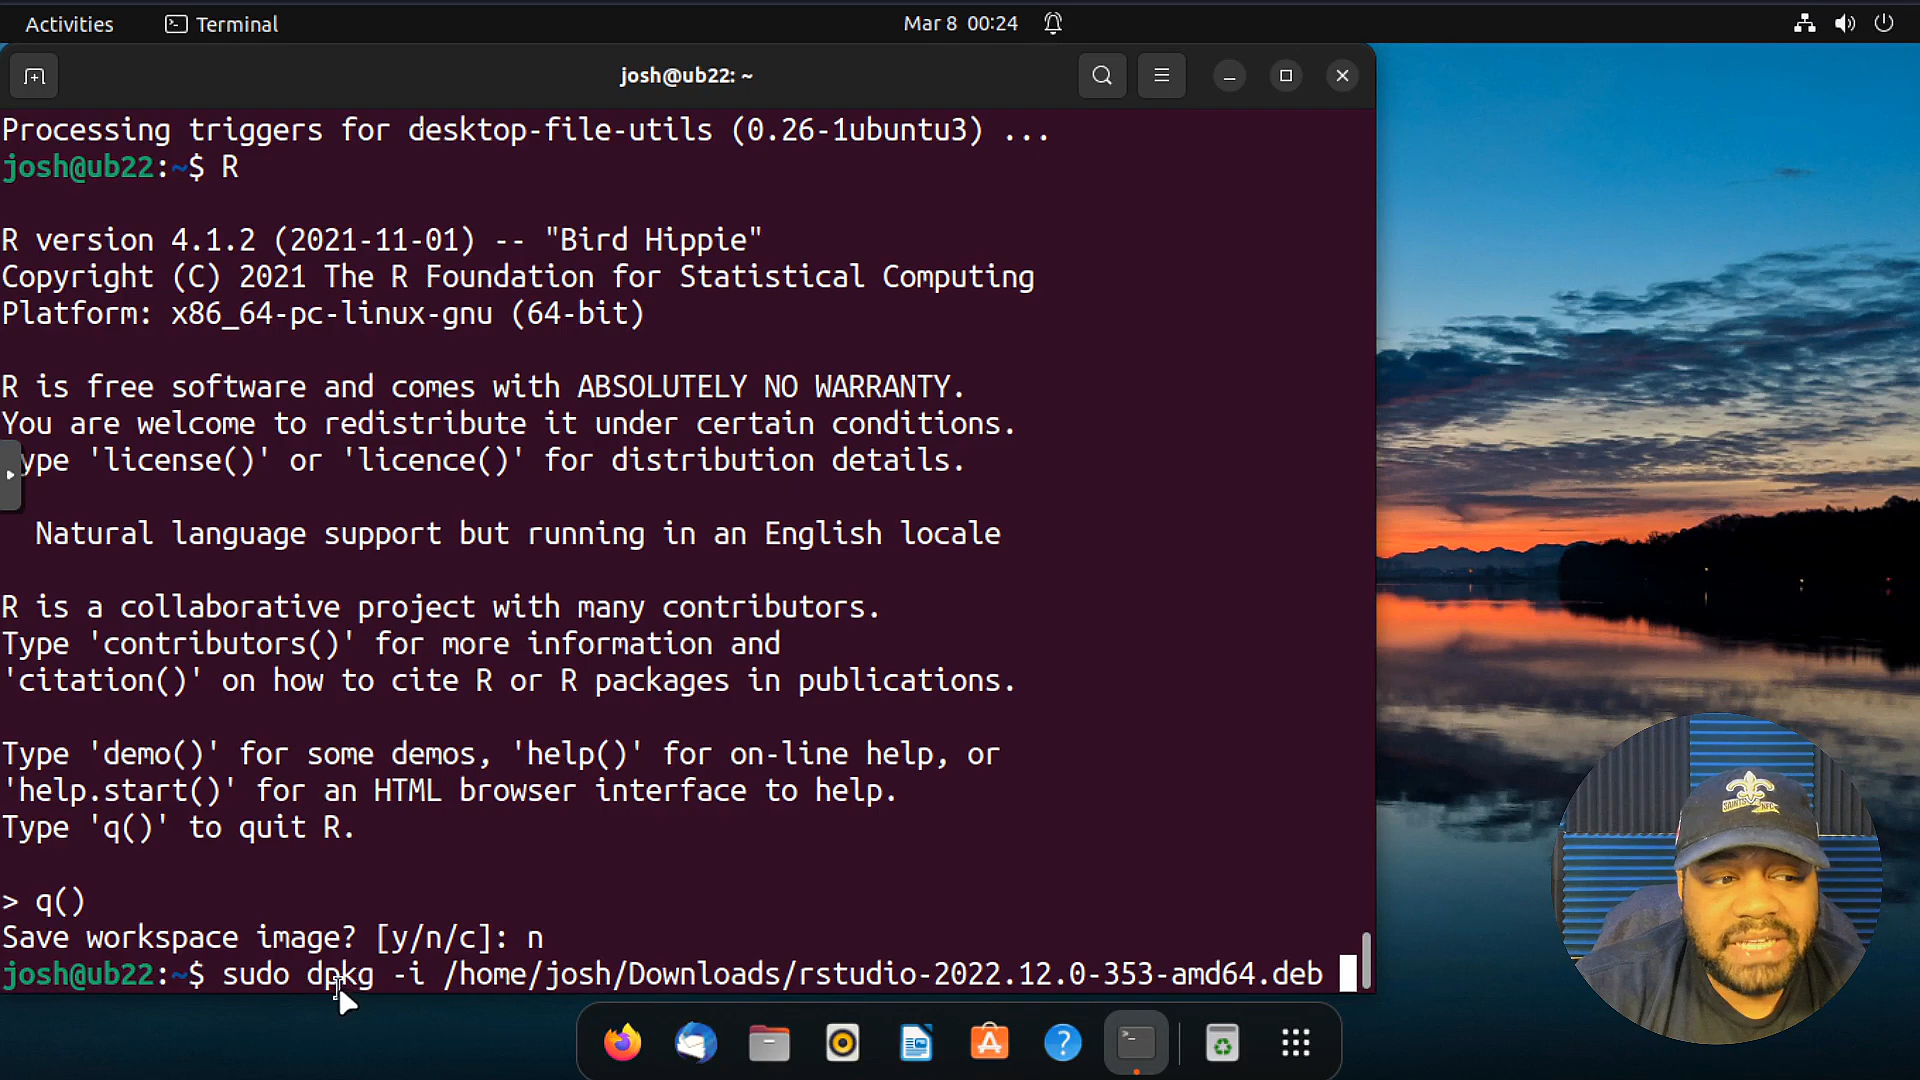 Activities Terminal Mar 8 00:24
josh@ub22: ~
Processing triggers for desktop-file-utils (0.26-1ubuntu3) ...
josh@ub22:~$ R
R version 4.1.2 (2021-11-01) -- "Bird Hippie"
Copyright (C) 2021 The R Foundation for Statistical Computing
Platform: x86_64-pc-linux-gnu (64-bit)
R is free software and comes with ABSOLUTELY NO WARRANTY.
You are welcome to redistribute it under certain conditions.
ype 'license()' or 'licence()' for distribution details.
Natural language support but running in an English locale
R is a collaborative project with many contributors.
Type 'contributors()' for more information and
'citation()' on how to cite R or R packages in publications.
Type 'demo()' for some demos, 'help()' for on-line help, or
'help.start()' for an HTML browser interface to help.
Type 'q()' to quit R.
> q()
Save workspace image? [y/n/c]: n
josh@ub22:~$ sudo dpkg -i /home/josh/Downloads/rstudio-2022.12.0-353-amd64.deb
SAINTS NFC